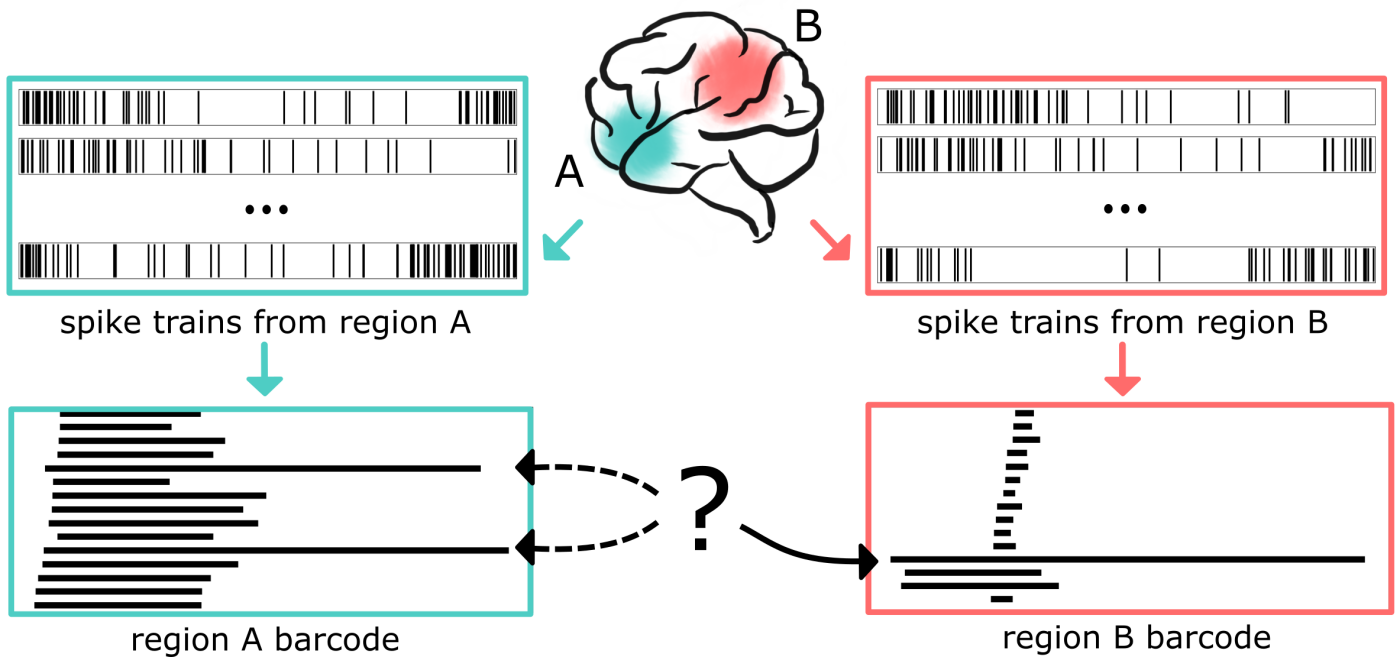 B
A
•••
•••
spike trains from region A
spike trains from region B
?
region A barcode
region B barcode